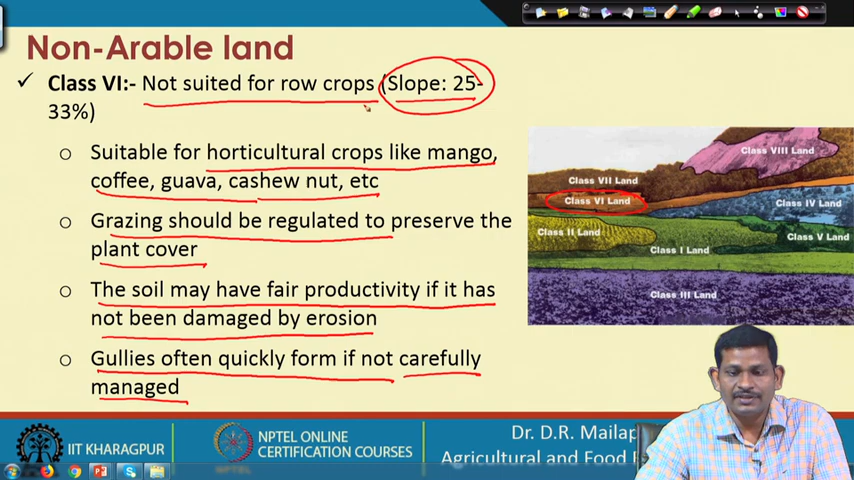 Non-Arable land
✓ Class VI:- Not suited for row crops (Slope: 25-
33%)
o Suitable for horticultural crops like mango,
coffee, guava, cashew nut, etc
o Grazing should be regulated to preserve the
plant cover
o The soil may have fair productivity if it has
not been damaged by erosion
o Gullies often quickly form if not carefully
managed
Class VIII Land
Class VII Land
Class VI Land
Class IV Land
Class II Land
Class V Land
Class I Land
Class III Land
IIT KHARAGPUR
NPTEL ONLINE
CERTIFICATION COURSES
NPTEL
Dr. D.R. Mailap
Agricultural and Food